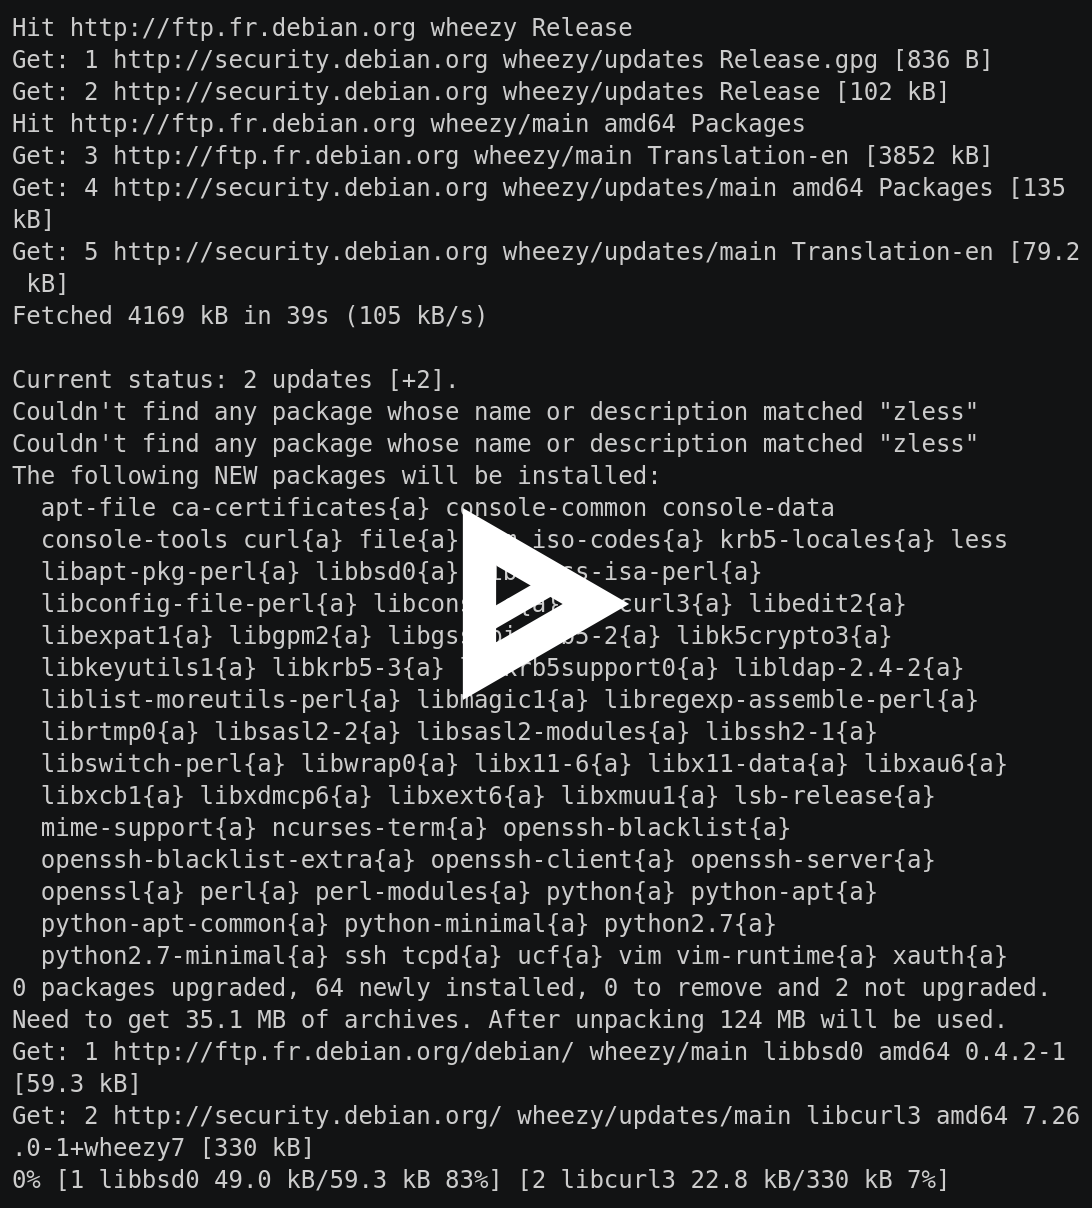 Hit http://ftp.fr.debian.org wheezy Release
Get: 1 http://security.debian.org wheezy/updates Release.gpg [836 B]
Get: 2 http://security.debian.org wheezy/updates Release [102 kB]
Hit http://ftp.fr.debian.org wheezy/main amd64 Packages
Get: 3 http://ftp.fr.debian.org wheezy/main Translation-en [3852 kB]
Get: 4 http://security.debian.org wheezy/updates/main amd64 Packages [135
kB]
Get: 5 http://security.debian.org wheezy/updates/main Translation-en [79.2
 kB]
Fetched 4169 kB in 39s (105 kB/s)

Current status: 2 updates [+2].
Couldn't find any package whose name or description matched "zless"
Couldn't find any package whose name or description matched "zless"
The following NEW packages will be installed:
  apt-file ca-certificates{a} console-common console-data
  console-tools curl{a} file{a} iso-codes{a} krb5-locales{a} less
  libapt-pkg-perl{a} libbsd0{a}
  libconfig-file-perl{a} libedit2{a}
  libexpat1{a} libgpm2{a} libk5crypto3{a}
  libkeyutils1{a} libkrb5-3{a} libldap-2.4-2{a}
  liblist-moreutils-perl{a} libmagic1{a} libregexp-assemble-perl{a}
  librtmp0{a} libsasl2-2{a} libsasl2-modules{a} libssh2-1{a}
  libswitch-perl{a} libwrap0{a} libx11-6{a} libx11-data{a} libxau6{a}
  libxcb1{a} libxdmcp6{a} libxext6{a} libxmuu1{a} lsb-release{a}
  mime-support{a} ncurses-term{a} openssh-blacklist{a}
  openssh-blacklist-extra{a} openssh-client{a} openssh-server{a}
  openssl{a} perl{a} perl-modules{a} python{a} python-apt{a}
  python-apt-common{a} python-minimal{a} python2.7{a}
  python2.7-minimal{a} ssh tcpd{a} ucf{a} vim vim-runtime{a} xauth{a}
0 packages upgraded, 64 newly installed, 0 to remove and 2 not upgraded.
Need to get 35.1 MB of archives. After unpacking 124 MB will be used.
Get: 1 http://ftp.fr.debian.org/debian/ wheezy/main libbsd0 amd64 0.4.2-1
[59.3 kB]
Get: 2 http://security.debian.org/ wheezy/updates/main libcurl3 amd64 7.26
.0-1+wheezy7 [330 kB]
0% [1 libbsd0 49.0 kB/59.3 kB 83%] [2 libcurl3 22.8 kB/330 kB 7%]